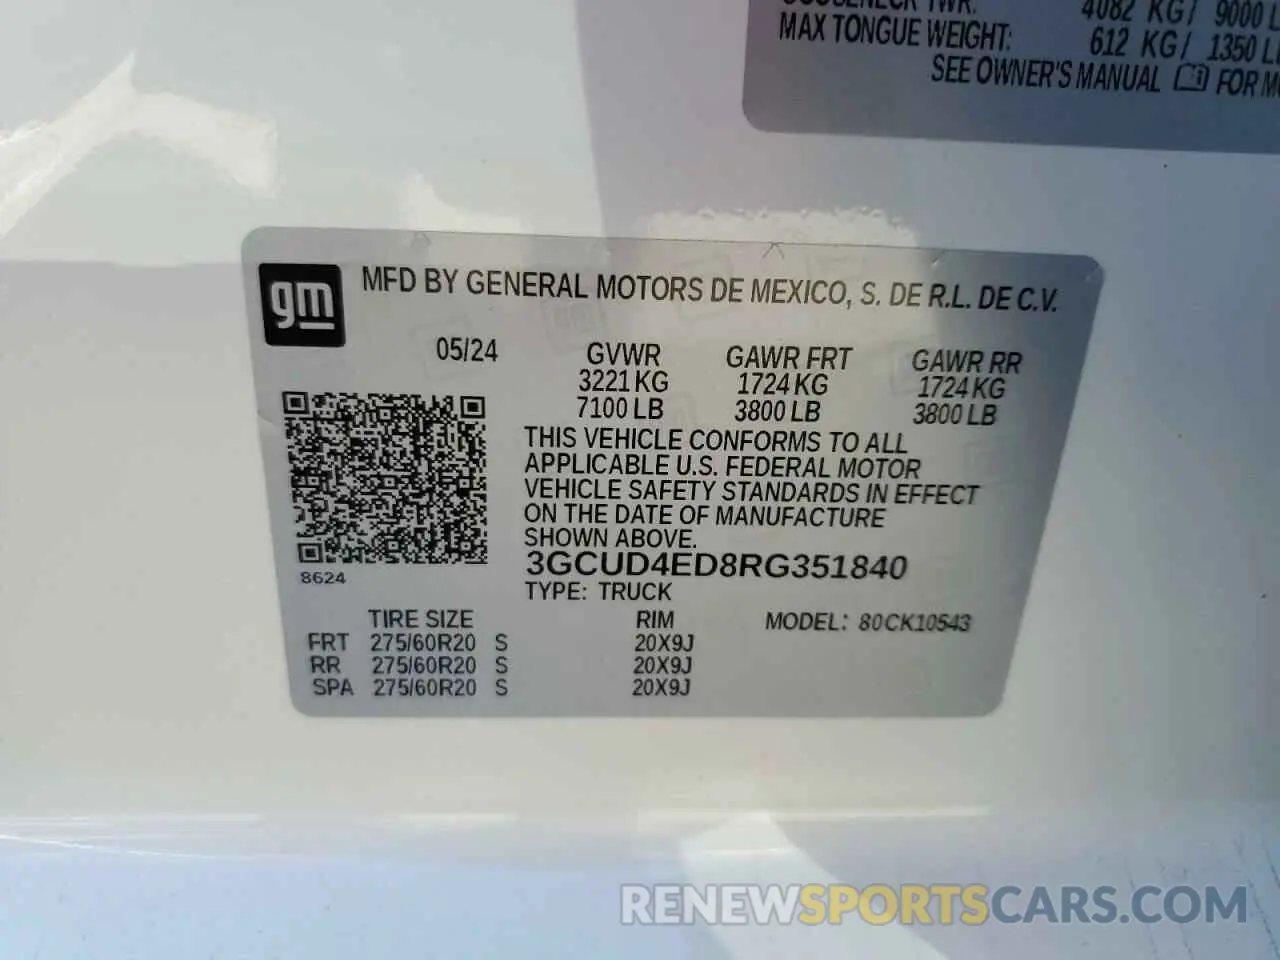 4082 KG/ 9000
MAX TONGUE WEIGHT: 612 KG/ 1350
SEE OWNER'S MANUAL FOR
gm
MFD BY GENERAL MOTORS DE MEXICO, S. DE R.L. DE C.V.
05/24 GVWR GAWR FRT GAWR RR
3221 KG 1724 KG 1724 KG
7100 LB 3800 LB 3800 LB
THIS VEHICLE CONFORMS TO ALL
APPLICABLE U.S. FEDERAL MOTOR
VEHICLE SAFETY STANDARDS IN EFFECT
ON THE DATE OF MANUFACTURE
SHOWN ABOVE.
3GCUD4ED8RG351840
8624
TYPE: TRUCK
TIRE SIZE RIM MODEL: 80CK10543
FRT 275/60R20 S 20X9J
RR 275/60R20 S 20X9J
SPA 275/60R20 S 20X9J
RENEWSPORTSCARS.COM